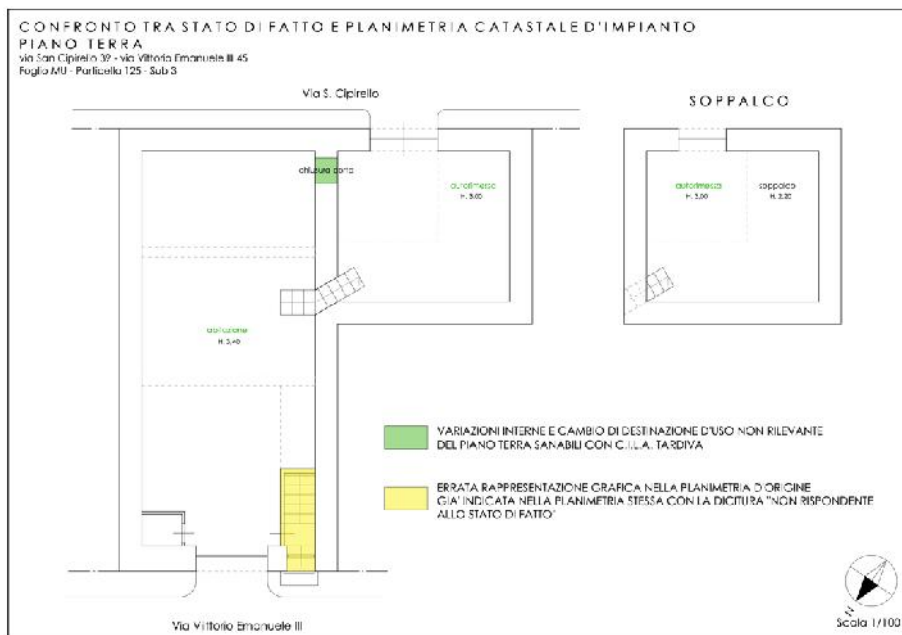 CONFRONTO TRA STATO DI FATTO E PLANIMETRIA CATASTALE D'IMPIANTO
PIANO TERRA
via San Cipirello 39 - via Vittorio Emanuele III 45
Foglio MU - Particella 125 - Sub 3
Via S. Cipirello
SOPPALCO
chiusura porta
autorimessa
H. 3,00
autorimessa
H. 3,00
soppalco
H. 2,20
abitazione
H. 3,40
VARIAZIONI INTERNE E CAMBIO DI DESTINAZIONE D'USO NON RILEVANTE
DEL PIANO TERRA SANABILI CON C.I.L.A. TARDIVA
ERRATA RAPPRESENTAZIONE GRAFICA NELLA PLANIMETRIA D'ORIGINE
GIA' INDICATA NELLA PLANIMETRIA STESSA CON LA DICITURA "NON RISPONDENTE
ALLO STATO DI FATTO"
N
Via Vittorio Emanuele III
Scala 1/100